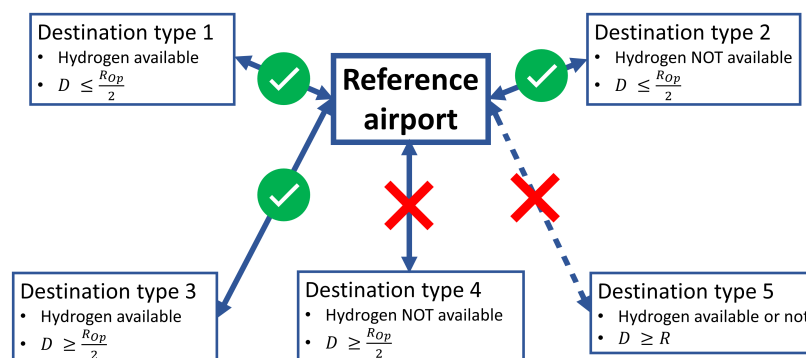 Destination type 1
• Hydrogen available
• D ≤ R_Op/2
Reference
airport
Destination type 2
• Hydrogen NOT available
• D ≤ R_Op/2
Destination type 3
• Hydrogen available
• D ≥ R_Op/2
Destination type 4
• Hydrogen NOT available
• D ≥ R_Op/2
Destination type 5
• Hydrogen available or not
• D ≥ R